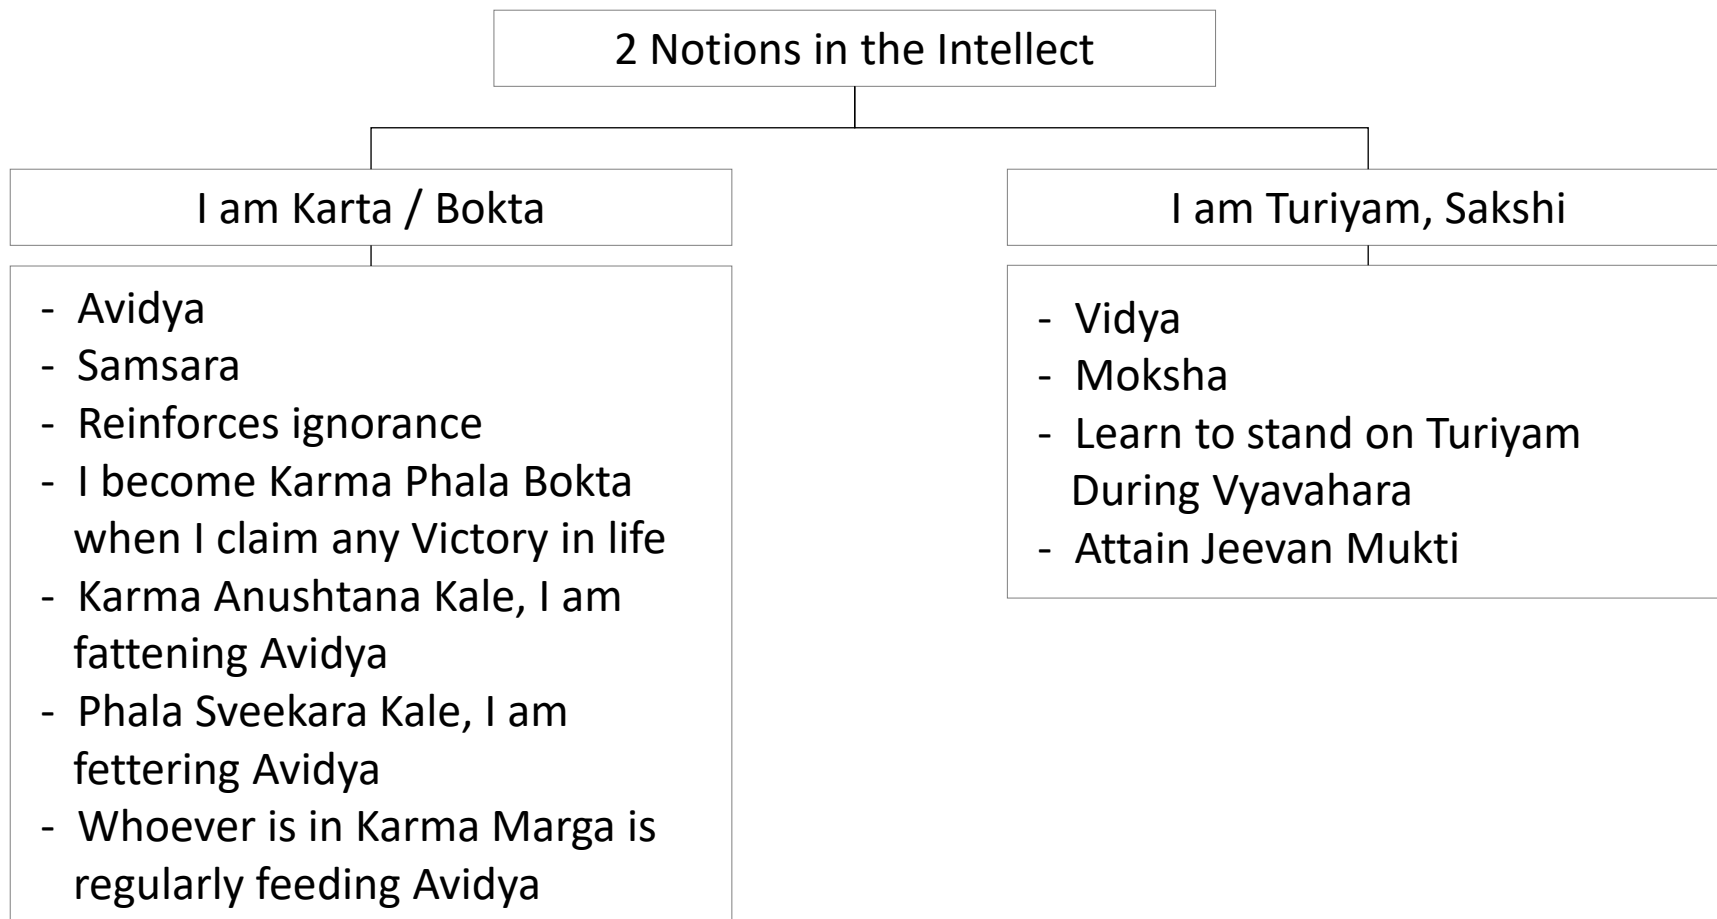 2 Notions in the Intellect
I am Karta / Bokta
- Avidya
- Samsara
- Reinforces ignorance
- I become Karma Phala Bokta
when I claim any Victory in life
- Karma Anushtana Kale, I am
fattening Avidya
- Phala Sveekara Kale, I am
fettering Avidya
- Whoever is in Karma Marga is
regularly feeding Avidya
I am Turiyam, Sakshi
- Vidya
- Moksha
- Learn to stand on Turiyam
During Vyavahara
- Attain Jeevan Mukti